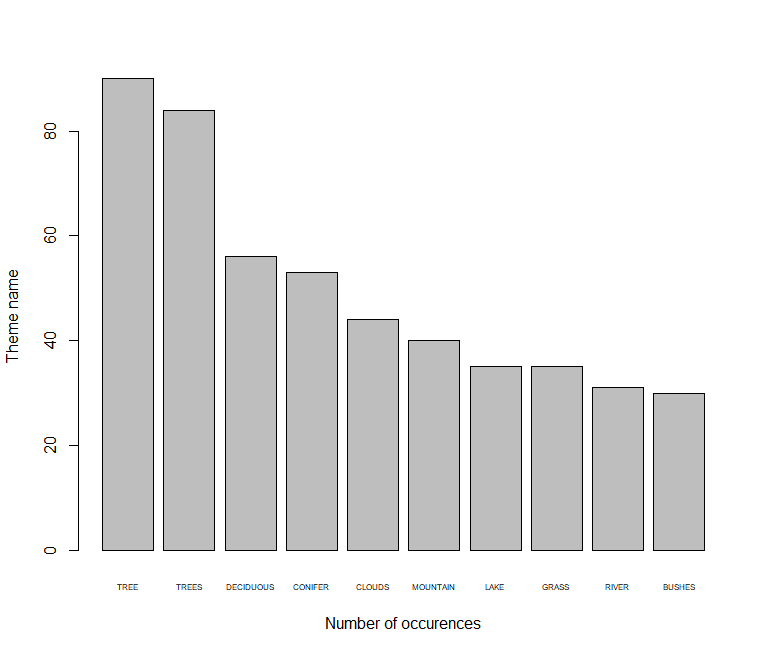 80
60
40
20
0
Theme name
TREE TREES DECIDUOUS CONIFER CLOUDS MOUNTAIN LAKE GRASS RIVER BUSHES
Number of occurences